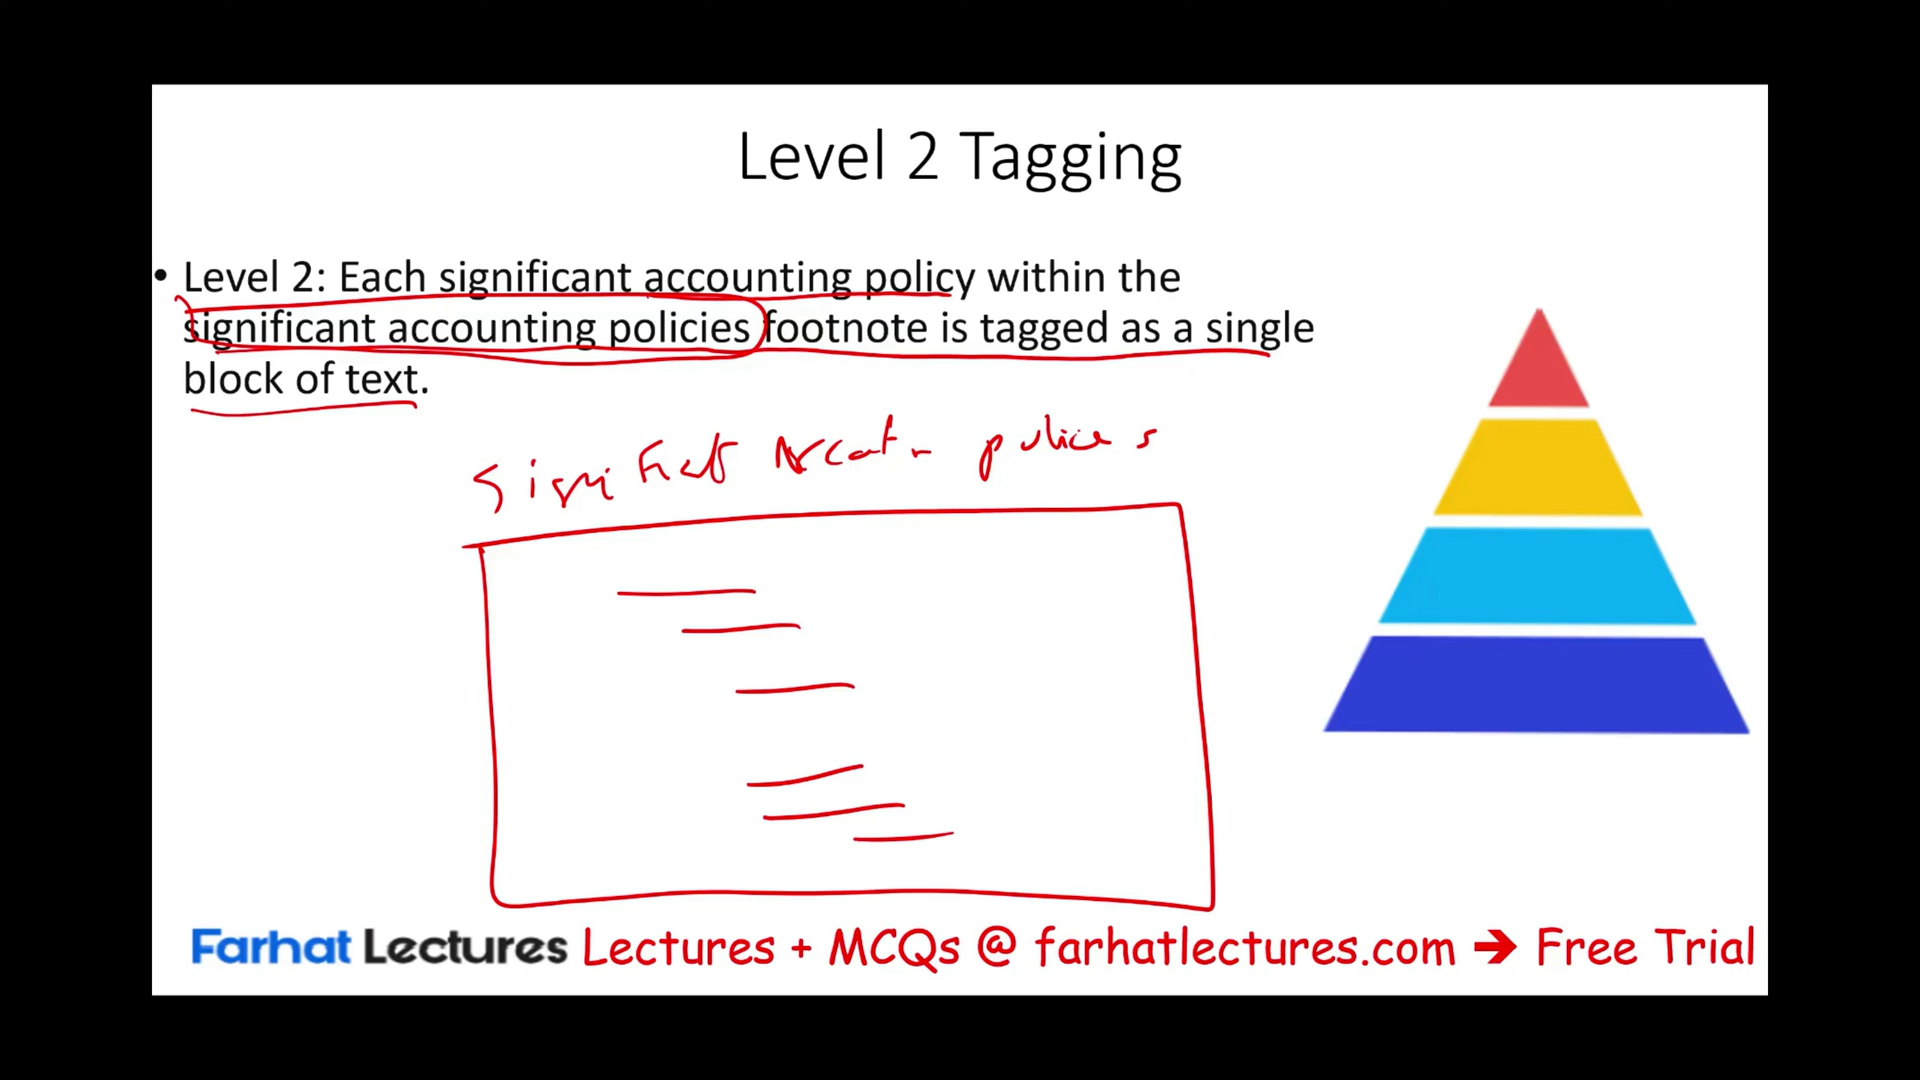 Level 2 Tagging
• Level 2: Each significant accounting policy within the
significant accounting policies footnote is tagged as a single
block of text.
policies
Farhat Lectures Lectures + MCQs @ farhatlectures.com → Free Trial